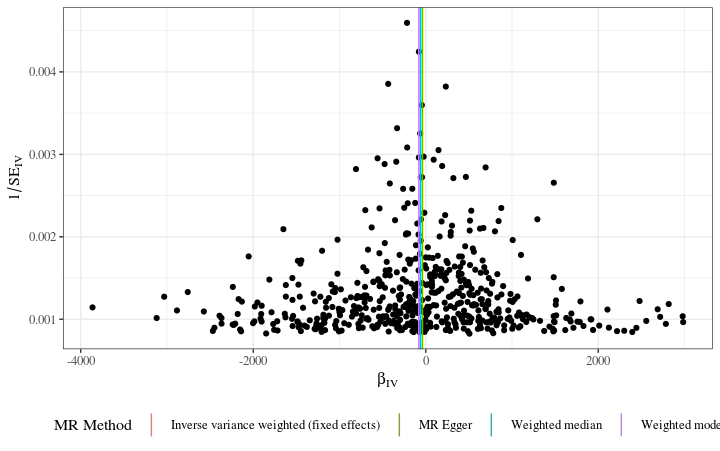 0.004
0.003
0.002
0.001
1/SE_IV
-4000 -2000 0 2000
β_IV
MR Method Inverse variance weighted (fixed effects) MR Egger Weighted median Weighted mode